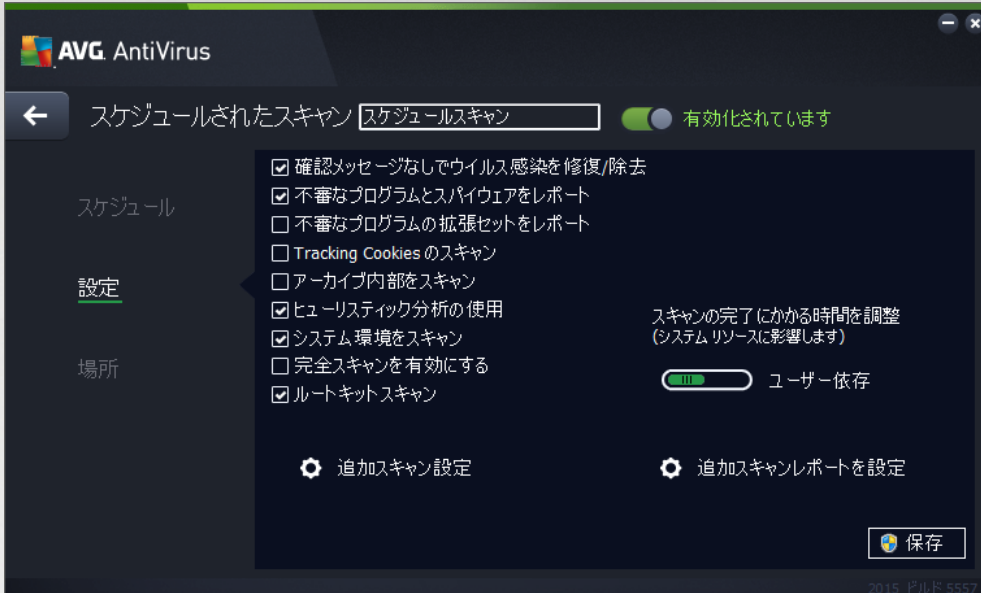 AVG. AntiVirus
スケジュールされたスキャン スケジュールスキャン 有効化されています
スケジュール
設定
場所
確認メッセージなしでウイルス感染を修復/除去
不審なプログラムとスパイウェアをレポート
不審なプログラムの拡張セットをレポート
Tracking Cookies のスキャン
アーカイブ内部をスキャン
ヒューリスティック分析の使用
システム環境をスキャン
完全スキャンを有効にする
ルートキットスキャン
スキャンの完了にかかる時間を調整
(システム リソースに影響します)
ユーザー依存
追加スキャン設定
追加スキャンレポートを設定
保存
2015 ビルド 5557